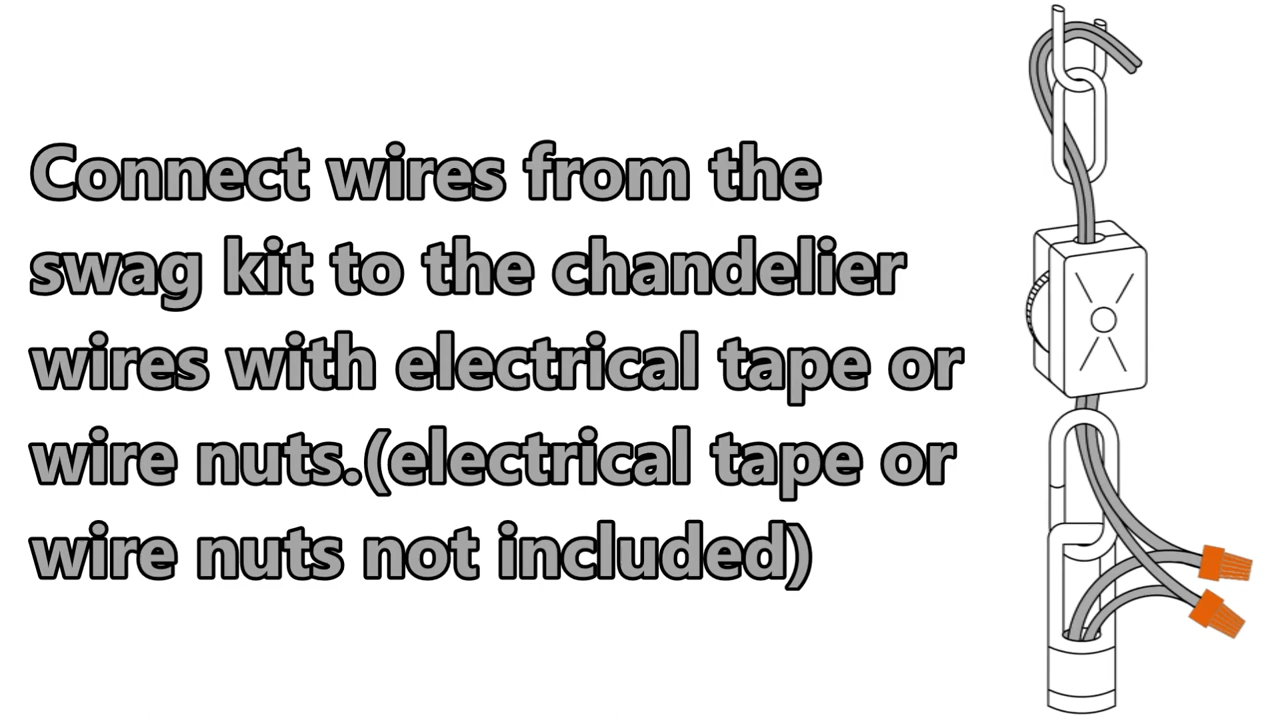 Connect wires from the
swag kit to the chandelier
wires with electrical tape or
wire nuts.(electrical tape or
wire nuts not included)